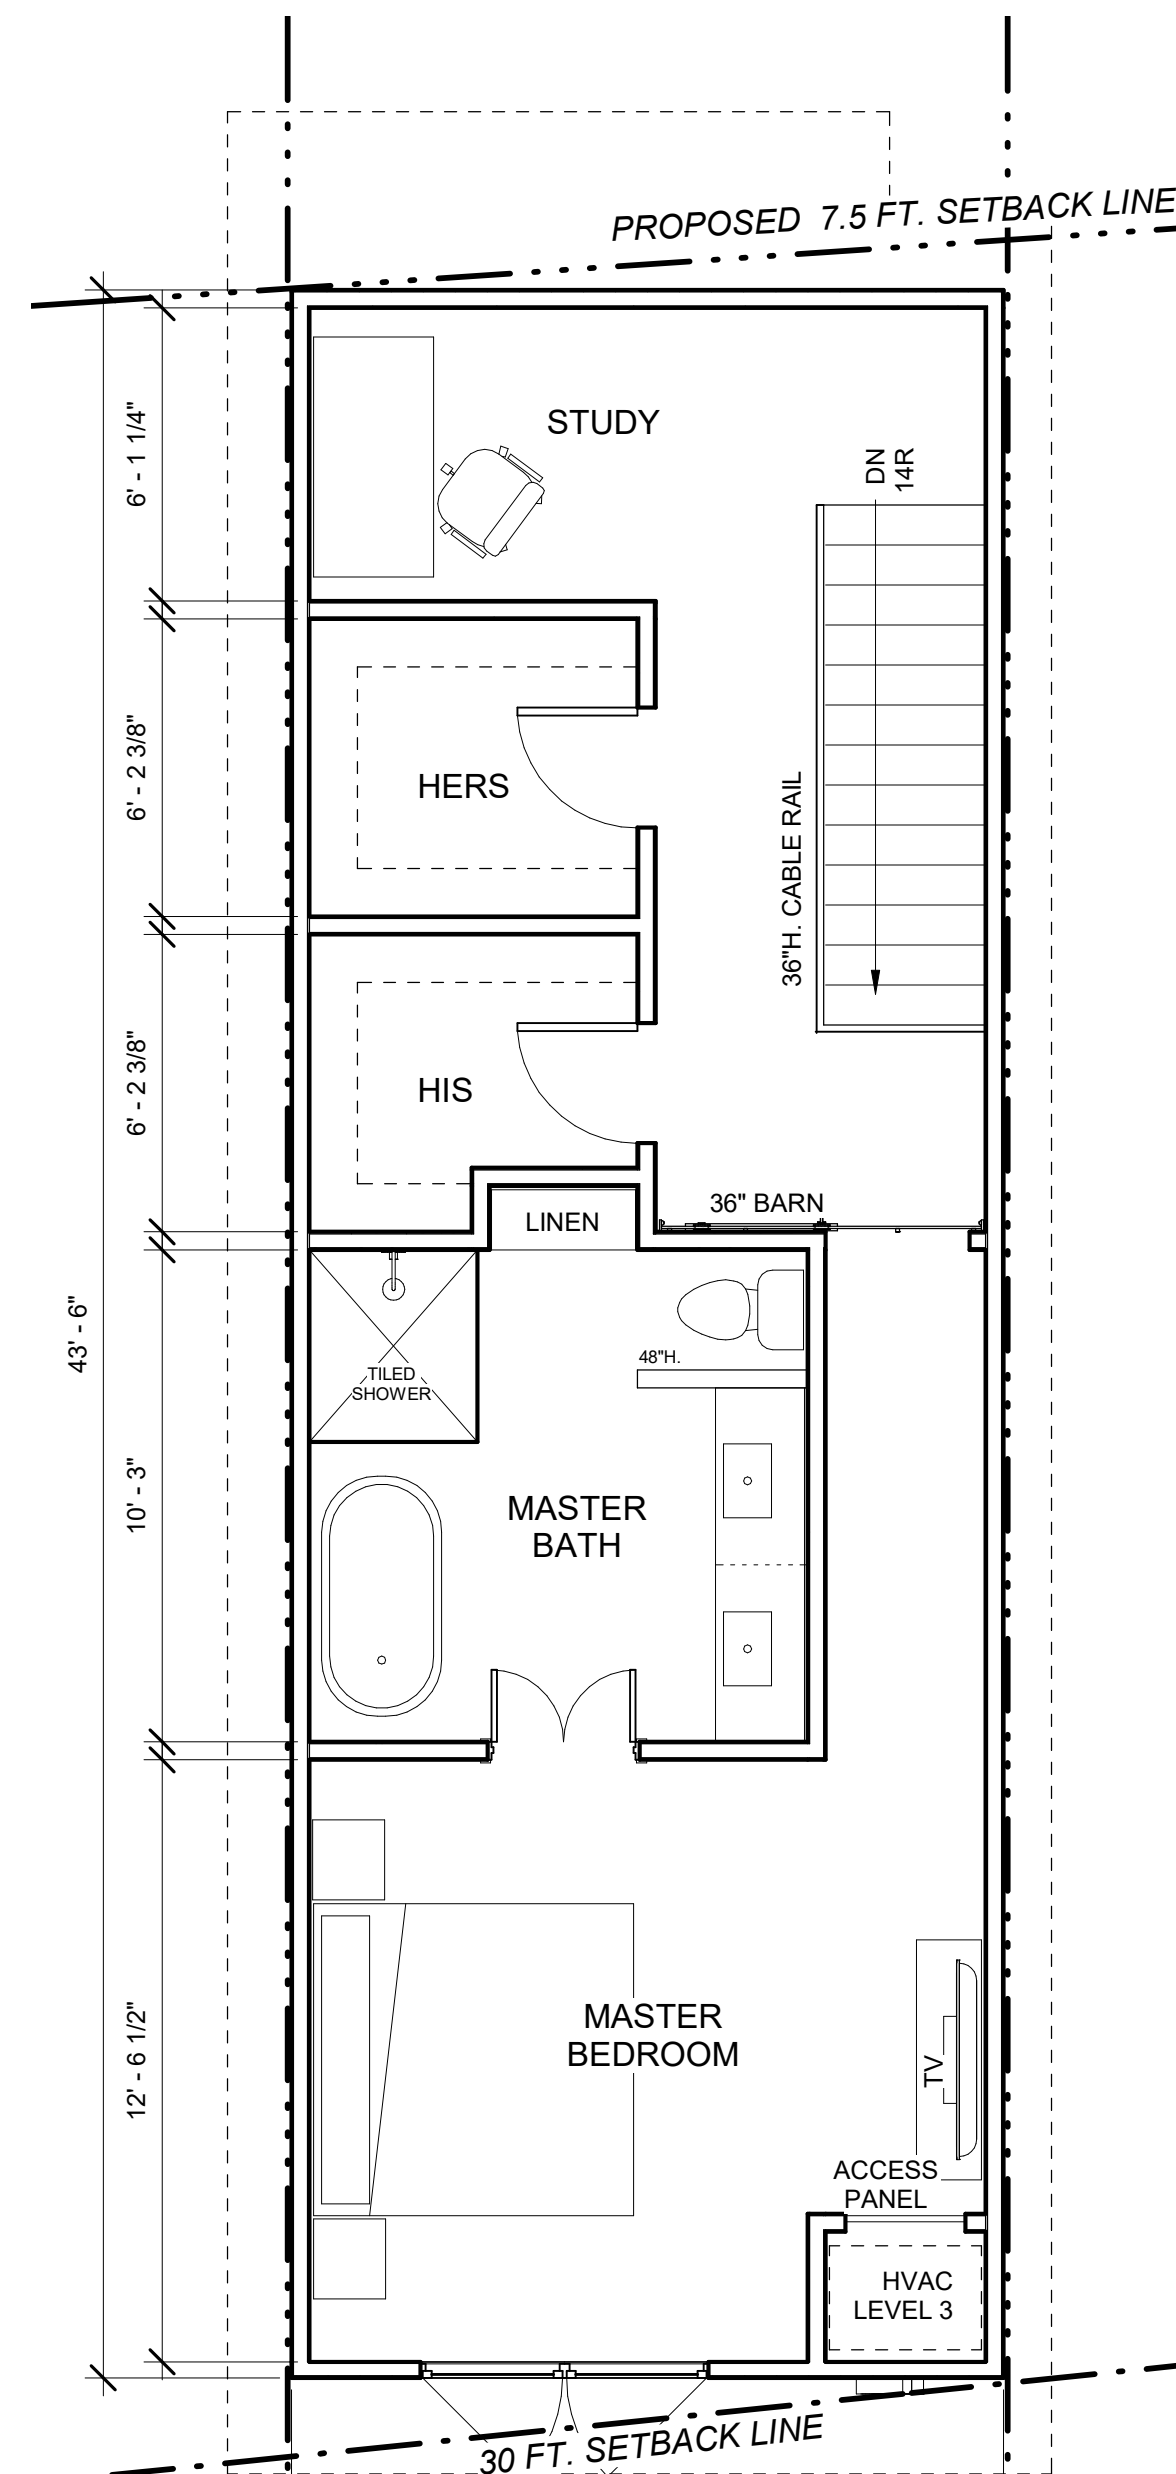 PROPOSED 7.5 FT. SETBACK LINE
STUDY
6' - 1 1/4"
DN
14R
HERS
6' - 2 3/8"
36"H. CABLE RAIL
HIS
6' - 2 3/8"
36" BARN
LINEN
43' - 6"
48"H.
TILED
SHOWER
10' - 3"
MASTER
BATH
MASTER
BEDROOM
12' - 6 1/2"
TV
ACCESS
PANEL
HVAC
LEVEL 3
30 FT. SETBACK LINE